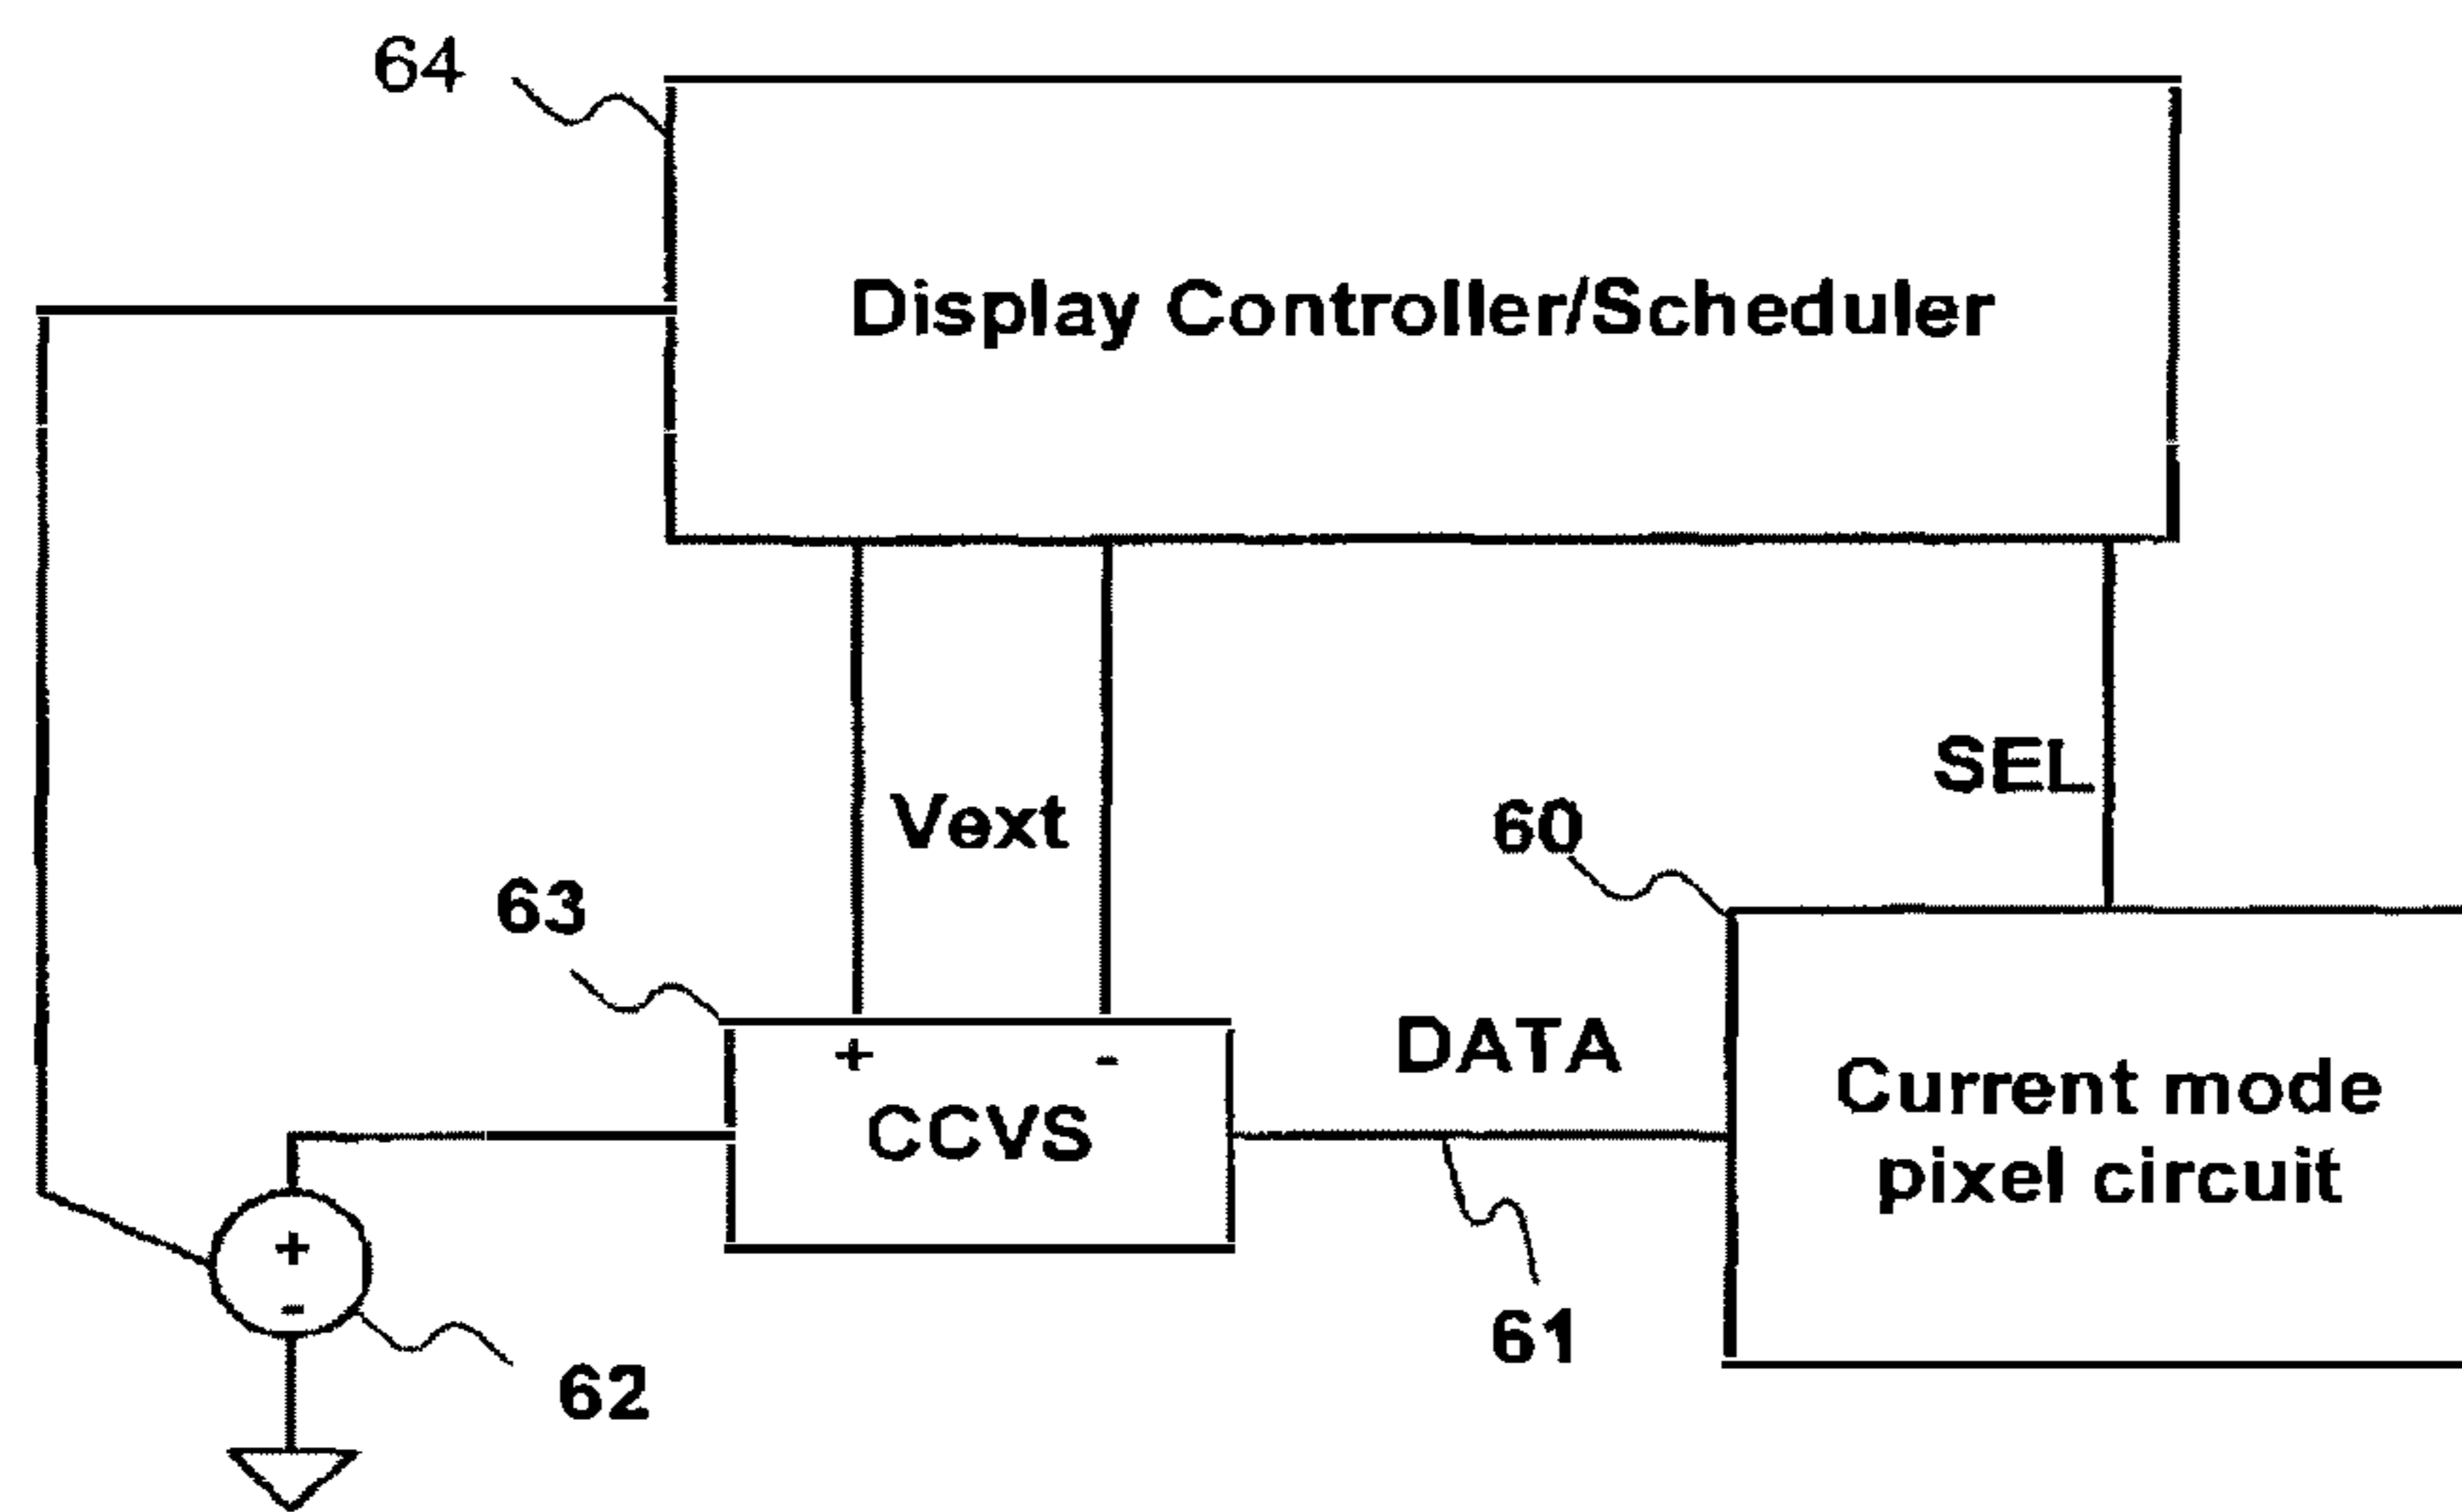 64
Display Controller/Scheduler
SEL
Vext
60
63
DATA
+ -
CCVS
Current mode
pixel circuit
+
-
61
62